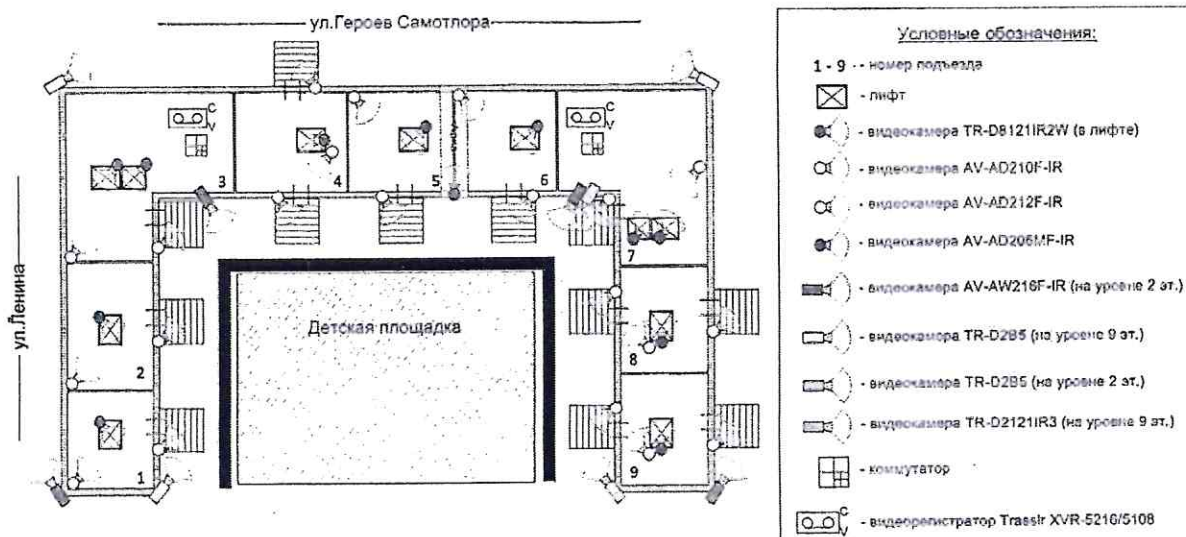 ул.Героев Самотлора
ул.Ленина
C
V
C
V
3
4
5
6
7
2
8
1
9
Детская площадка
Условные обозначения:
1 - 9 - - номер подъезда
- лифт
- видеокамера TR-D8121IR2W (в лифте)
- видеокамера AV-AD210F-IR
- видеокамера AV-AD212F-IR
- видеокамера AV-AD206MF-IR
- видеокамера AV-AW216F-IR (на уровне 2 эт.)
- видеокамера TR-D2B5 (на уровне 9 эт.)
- видеокамера TR-D2B5 (на уровне 2 эт.)
- видеокамера TR-D2121IR3 (на уровне 9 эт.)
- коммутатор
C
V
- видеорегистратор Trassir XVR-5216/5108